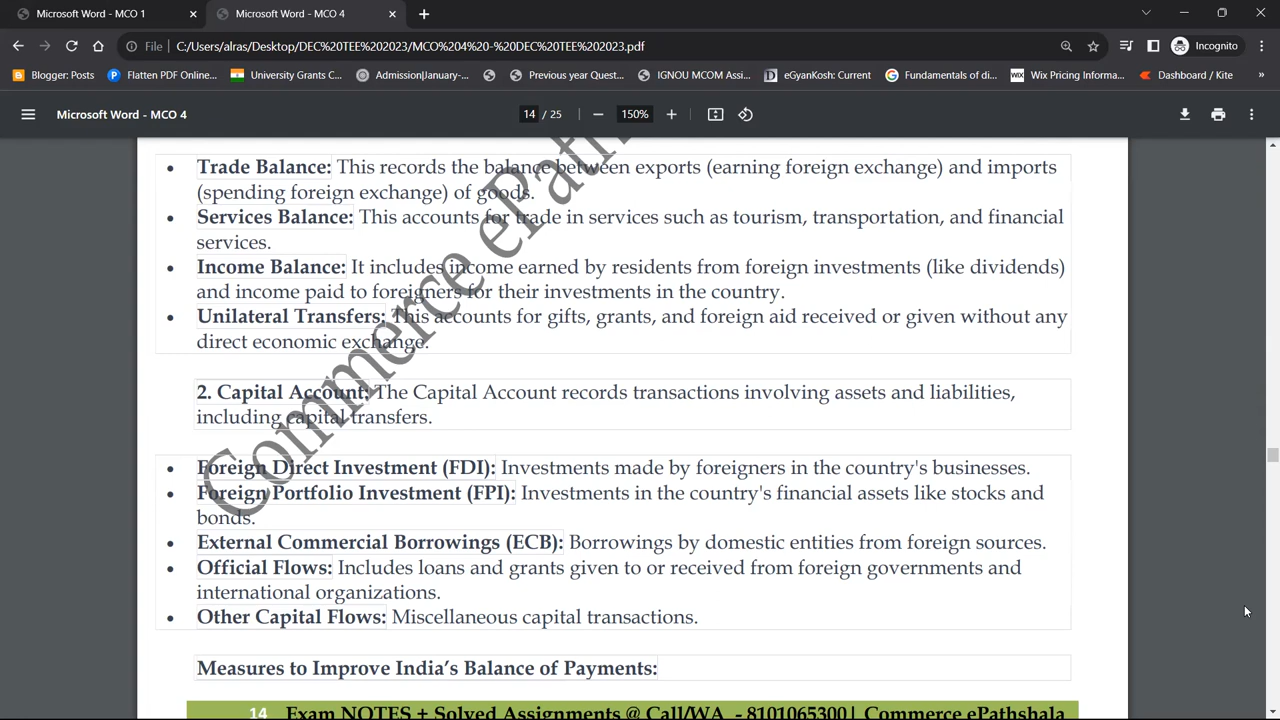 Microsoft Word - MCO 1
Microsoft Word - MCO 4
File
C:/Users/alras/Desktop/DEC%20TEE%202023/MCO%204%20-%20DEC%20TEE%202023.pdf
Incognito
Blogger: Posts
Flatten PDF Online...
University Grants C...
Admission|January-...
Previous year Quest...
IGNOU MCOM Assi...
eGyanKosh: Current
Fundamentals of di...
Wix Pricing Informa...
Dashboard / Kite
»
Microsoft Word - MCO 4
14 / 25
150%
• Trade Balance: This records the balance between exports (earning foreign exchange) and imports
(spending foreign exchange) of goods.
• Services Balance: This accounts for trade in services such as tourism, transportation, and financial
services.
• Income Balance: It includes income earned by residents from foreign investments (like dividends)
and income paid to foreigners for their investments in the country.
• Unilateral Transfers: This accounts for gifts, grants, and foreign aid received or given without any
direct economic exchange.
2. Capital Account: The Capital Account records transactions involving assets and liabilities,
including capital transfers.
• Foreign Direct Investment (FDI): Investments made by foreigners in the country's businesses.
• Foreign Portfolio Investment (FPI): Investments in the country's financial assets like stocks and
bonds.
• External Commercial Borrowings (ECB): Borrowings by domestic entities from foreign sources.
• Official Flows: Includes loans and grants given to or received from foreign governments and
international organizations.
• Other Capital Flows: Miscellaneous capital transactions.
Measures to Improve India’s Balance of Payments:
14 Exam NOTES + Solved Assignments @ Call/WA - 8101065300| Commerce ePathshala
Commerce ePath